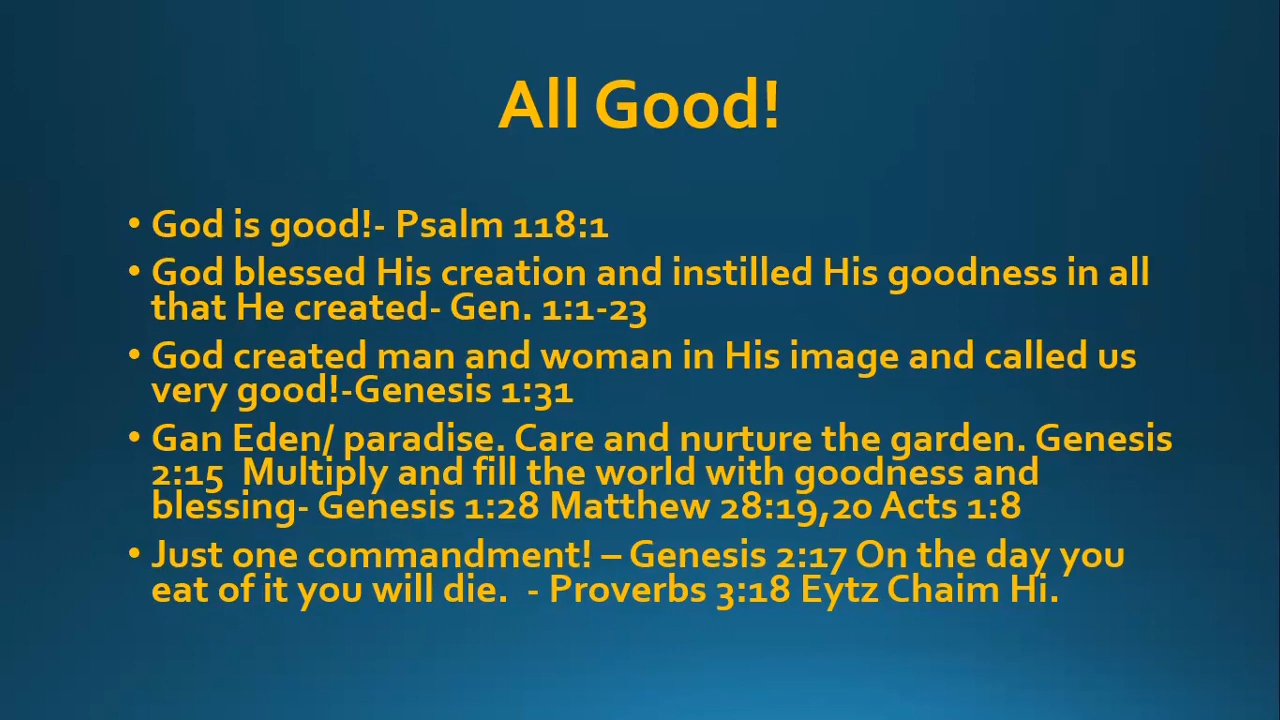 All Good!
• God is good!- Psalm 118:1
• God blessed His creation and instilled His goodness in all
that He created- Gen. 1:1-23
• God created man and woman in His image and called us
very good!-Genesis 1:31
• Gan Eden/ paradise. Care and nurture the garden. Genesis
2:15  Multiply and fill the world with goodness and
blessing- Genesis 1:28 Matthew 28:19,20 Acts 1:8
• Just one commandment! – Genesis 2:17 On the day you
eat of it you will die.  - Proverbs 3:18 Eytz Chaim Hi.